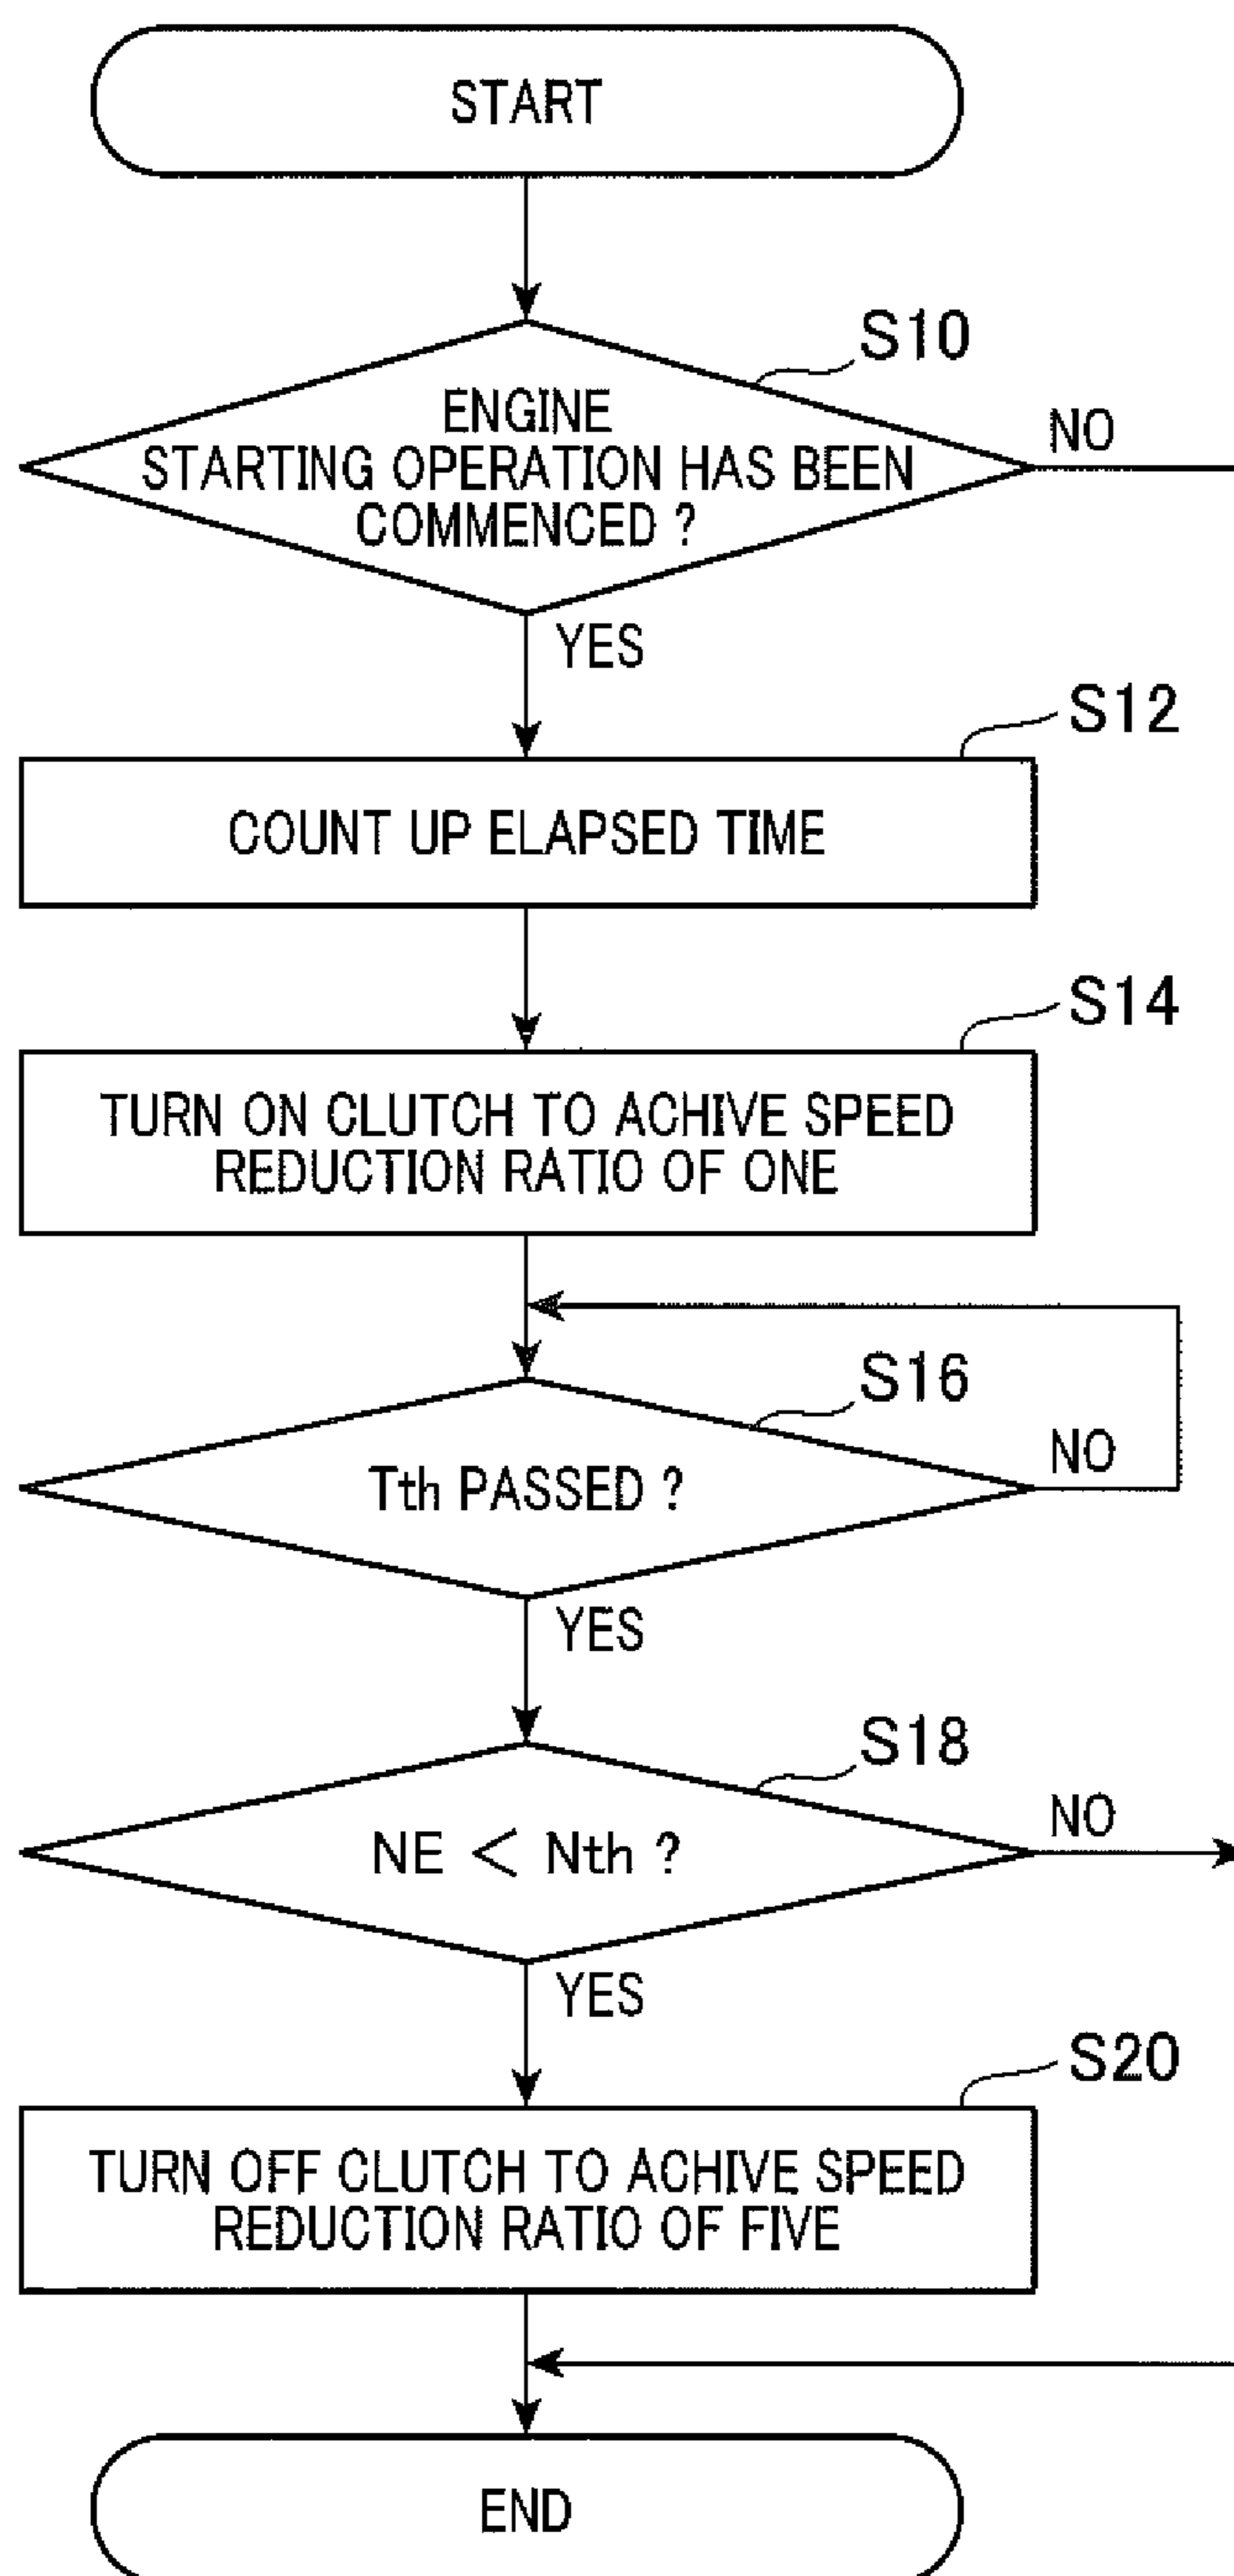 START
S10
ENGINE
STARTING OPERATION HAS BEEN
COMMENCED ?
NO
YES
S12
COUNT UP ELAPSED TIME
S14
TURN ON CLUTCH TO ACHIVE SPEED
REDUCTION RATIO OF ONE
S16
Tth PASSED ?
NO
YES
S18
NE < Nth ?
NO
YES
S20
TURN OFF CLUTCH TO ACHIVE SPEED
REDUCTION RATIO OF FIVE
END